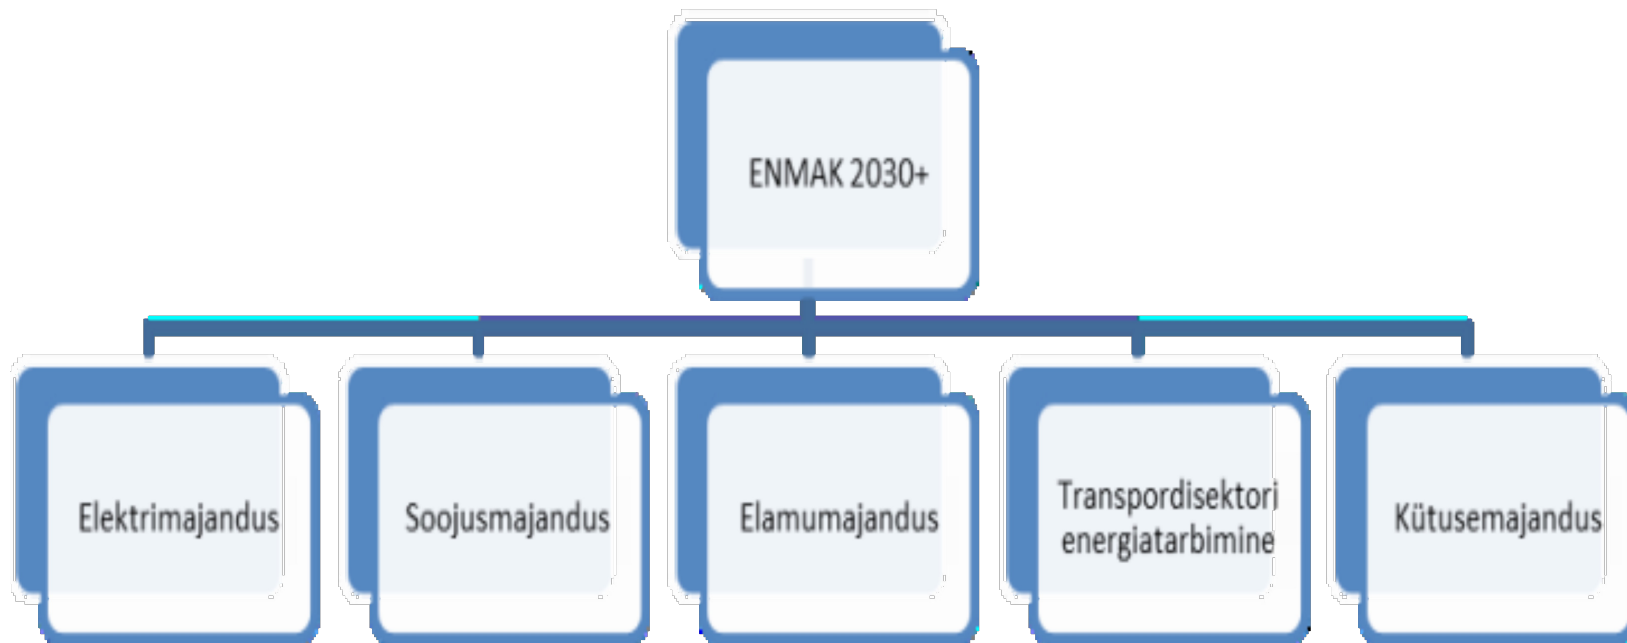 ENMAK 2030+
Elektrimajandus
Soojusmajandus
Elamumajandus
Transpordisektori
energiatarbimine
Kütusemajandus